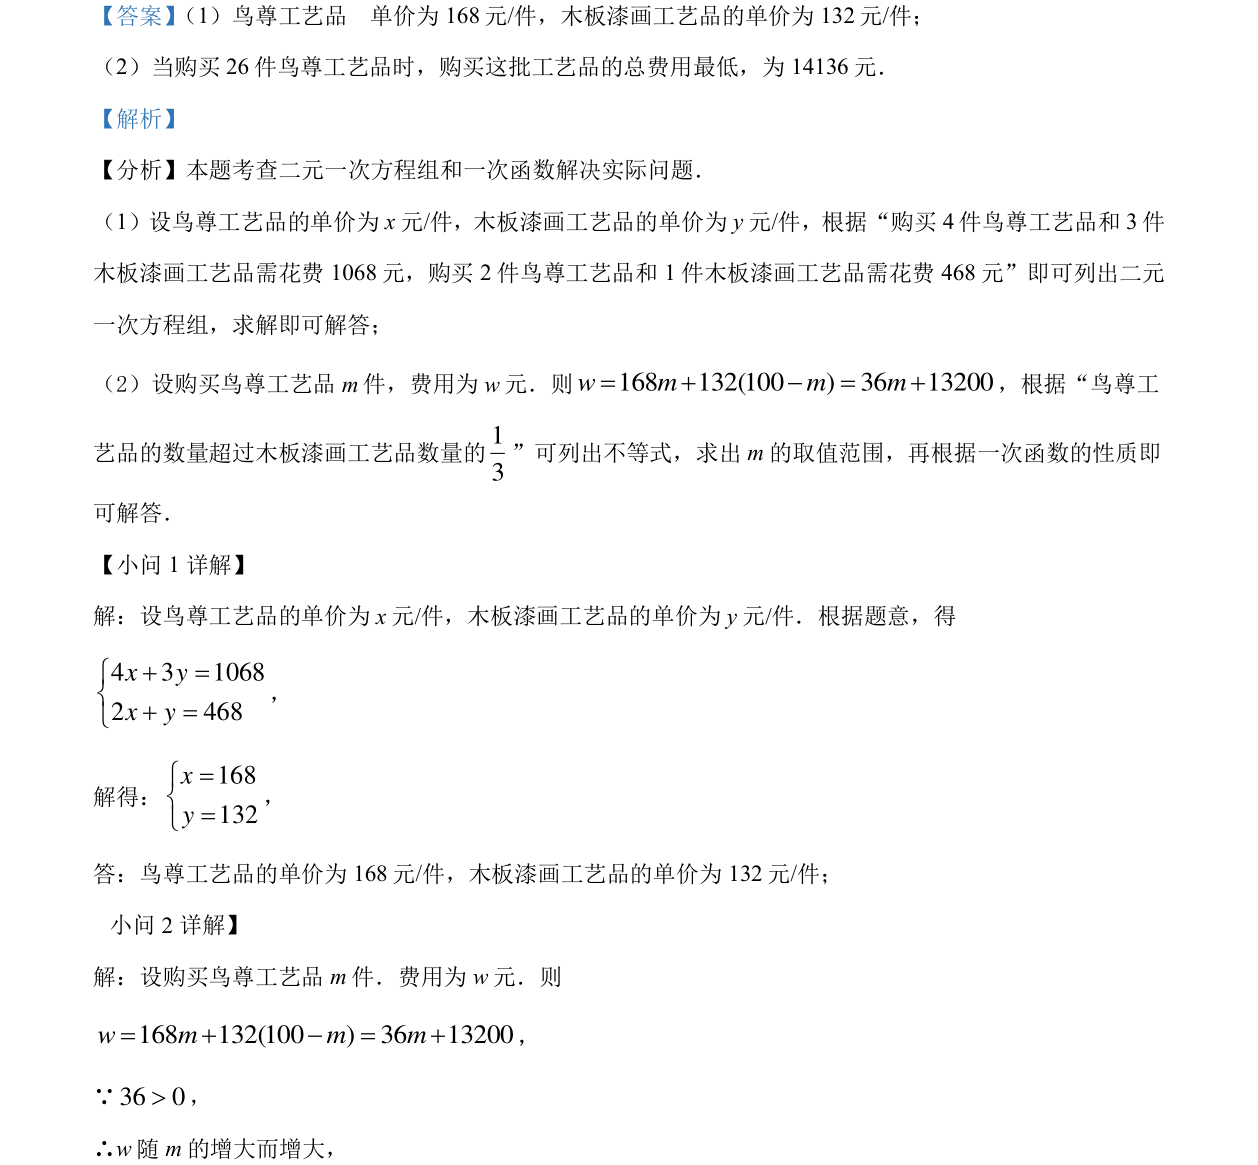 【答案】（1）鸟尊工艺品 单价为 168 元/件，木板漆画工艺品的单价为 132 元/件；
（2）当购买 26 件鸟尊工艺品时，购买这批工艺品的总费用最低，为 14136 元．
【解析】
【分析】本题考查二元一次方程组和一次函数解决实际问题．
（1）设鸟尊工艺品的单价为 x 元/件，木板漆画工艺品的单价为 y 元/件，根据“购买 4 件鸟尊工艺品和 3 件
木板漆画工艺品需花费 1068 元，购买 2 件鸟尊工艺品和 1 件木板漆画工艺品需花费 468 元”即可列出二元
一次方程组，求解即可解答；
（2）设购买鸟尊工艺品 m 件，费用为 w 元．则 w=168m+132(100−m)=36m+13200，根据“鸟尊工
艺品的数量超过木板漆画工艺品数量的 1/3 ”可列出不等式，求出 m 的取值范围，再根据一次函数的性质即
可解答．
【小问 1 详解】
解：设鸟尊工艺品的单价为 x 元/件，木板漆画工艺品的单价为 y 元/件．根据题意，得
{4x+3y=1068
2x+y=468，
解得：{x=168
y=132，
答：鸟尊工艺品的单价为 168 元/件，木板漆画工艺品的单价为 132 元/件；
小问 2 详解】
解：设购买鸟尊工艺品 m 件．费用为 w 元．则
w=168m+132(100−m)=36m+13200，
∵36>0，
∴w 随 m 的增大而增大，